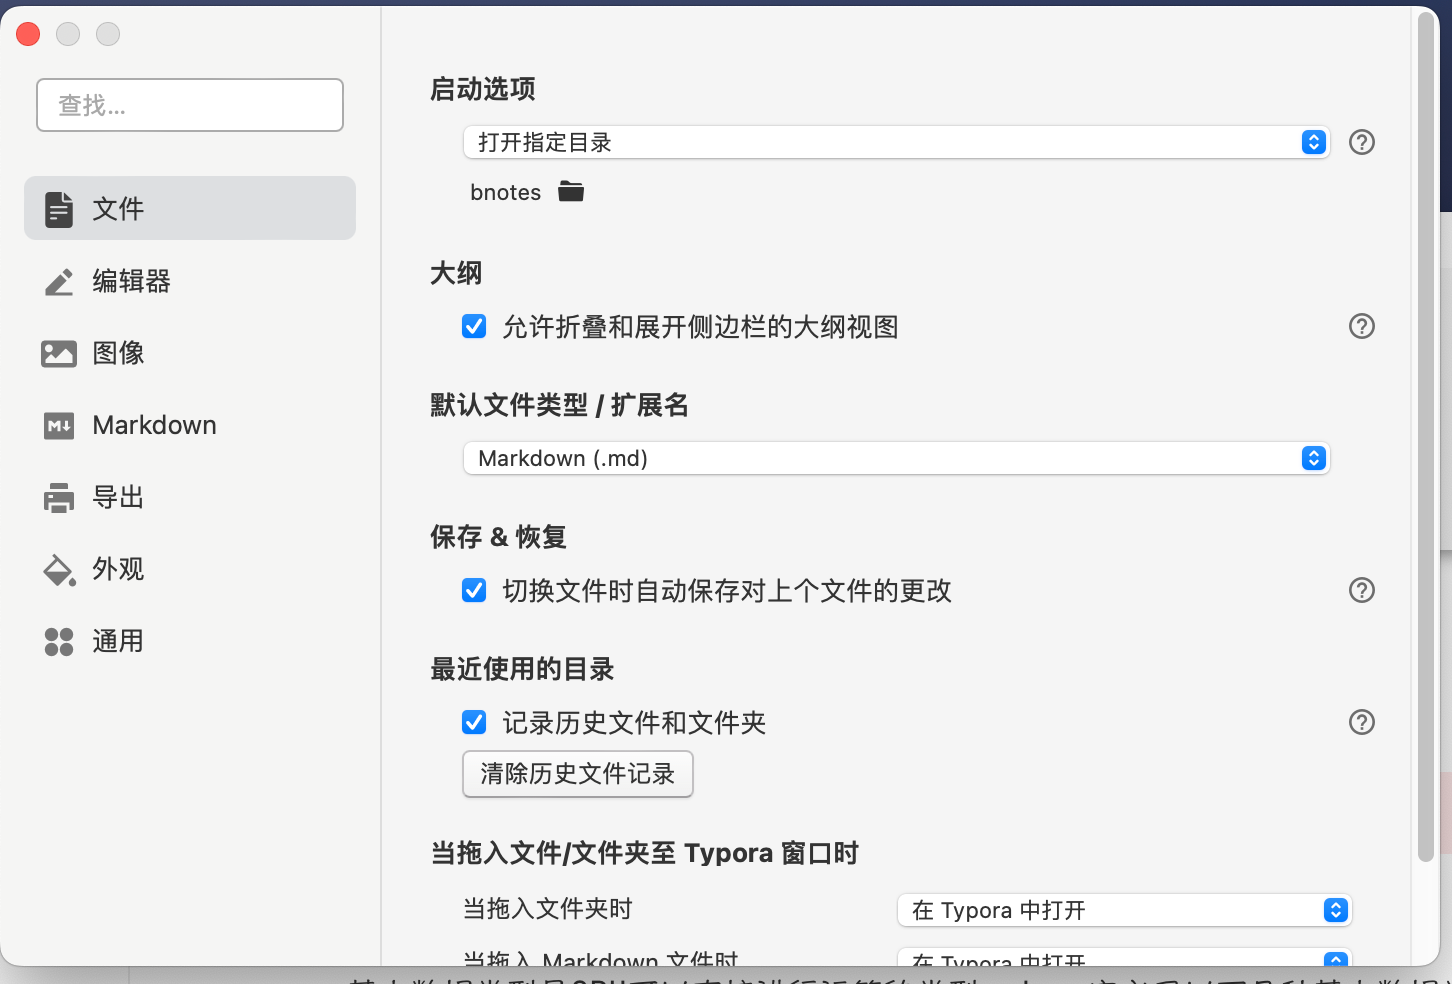 查找...
文件
编辑器
图像
Markdown
导出
外观
通用
启动选项
打开指定目录
bnotes
大纲
允许折叠和展开侧边栏的大纲视图
默认文件类型 / 扩展名
Markdown (.md)
保存 & 恢复
切换文件时自动保存对上个文件的更改
最近使用的目录
记录历史文件和文件夹
清除历史文件记录
当拖入文件/文件夹至 Typora 窗口时
当拖入文件夹时
在 Typora 中打开
当拖入 Markdown 文件时
在 Typora 中打开